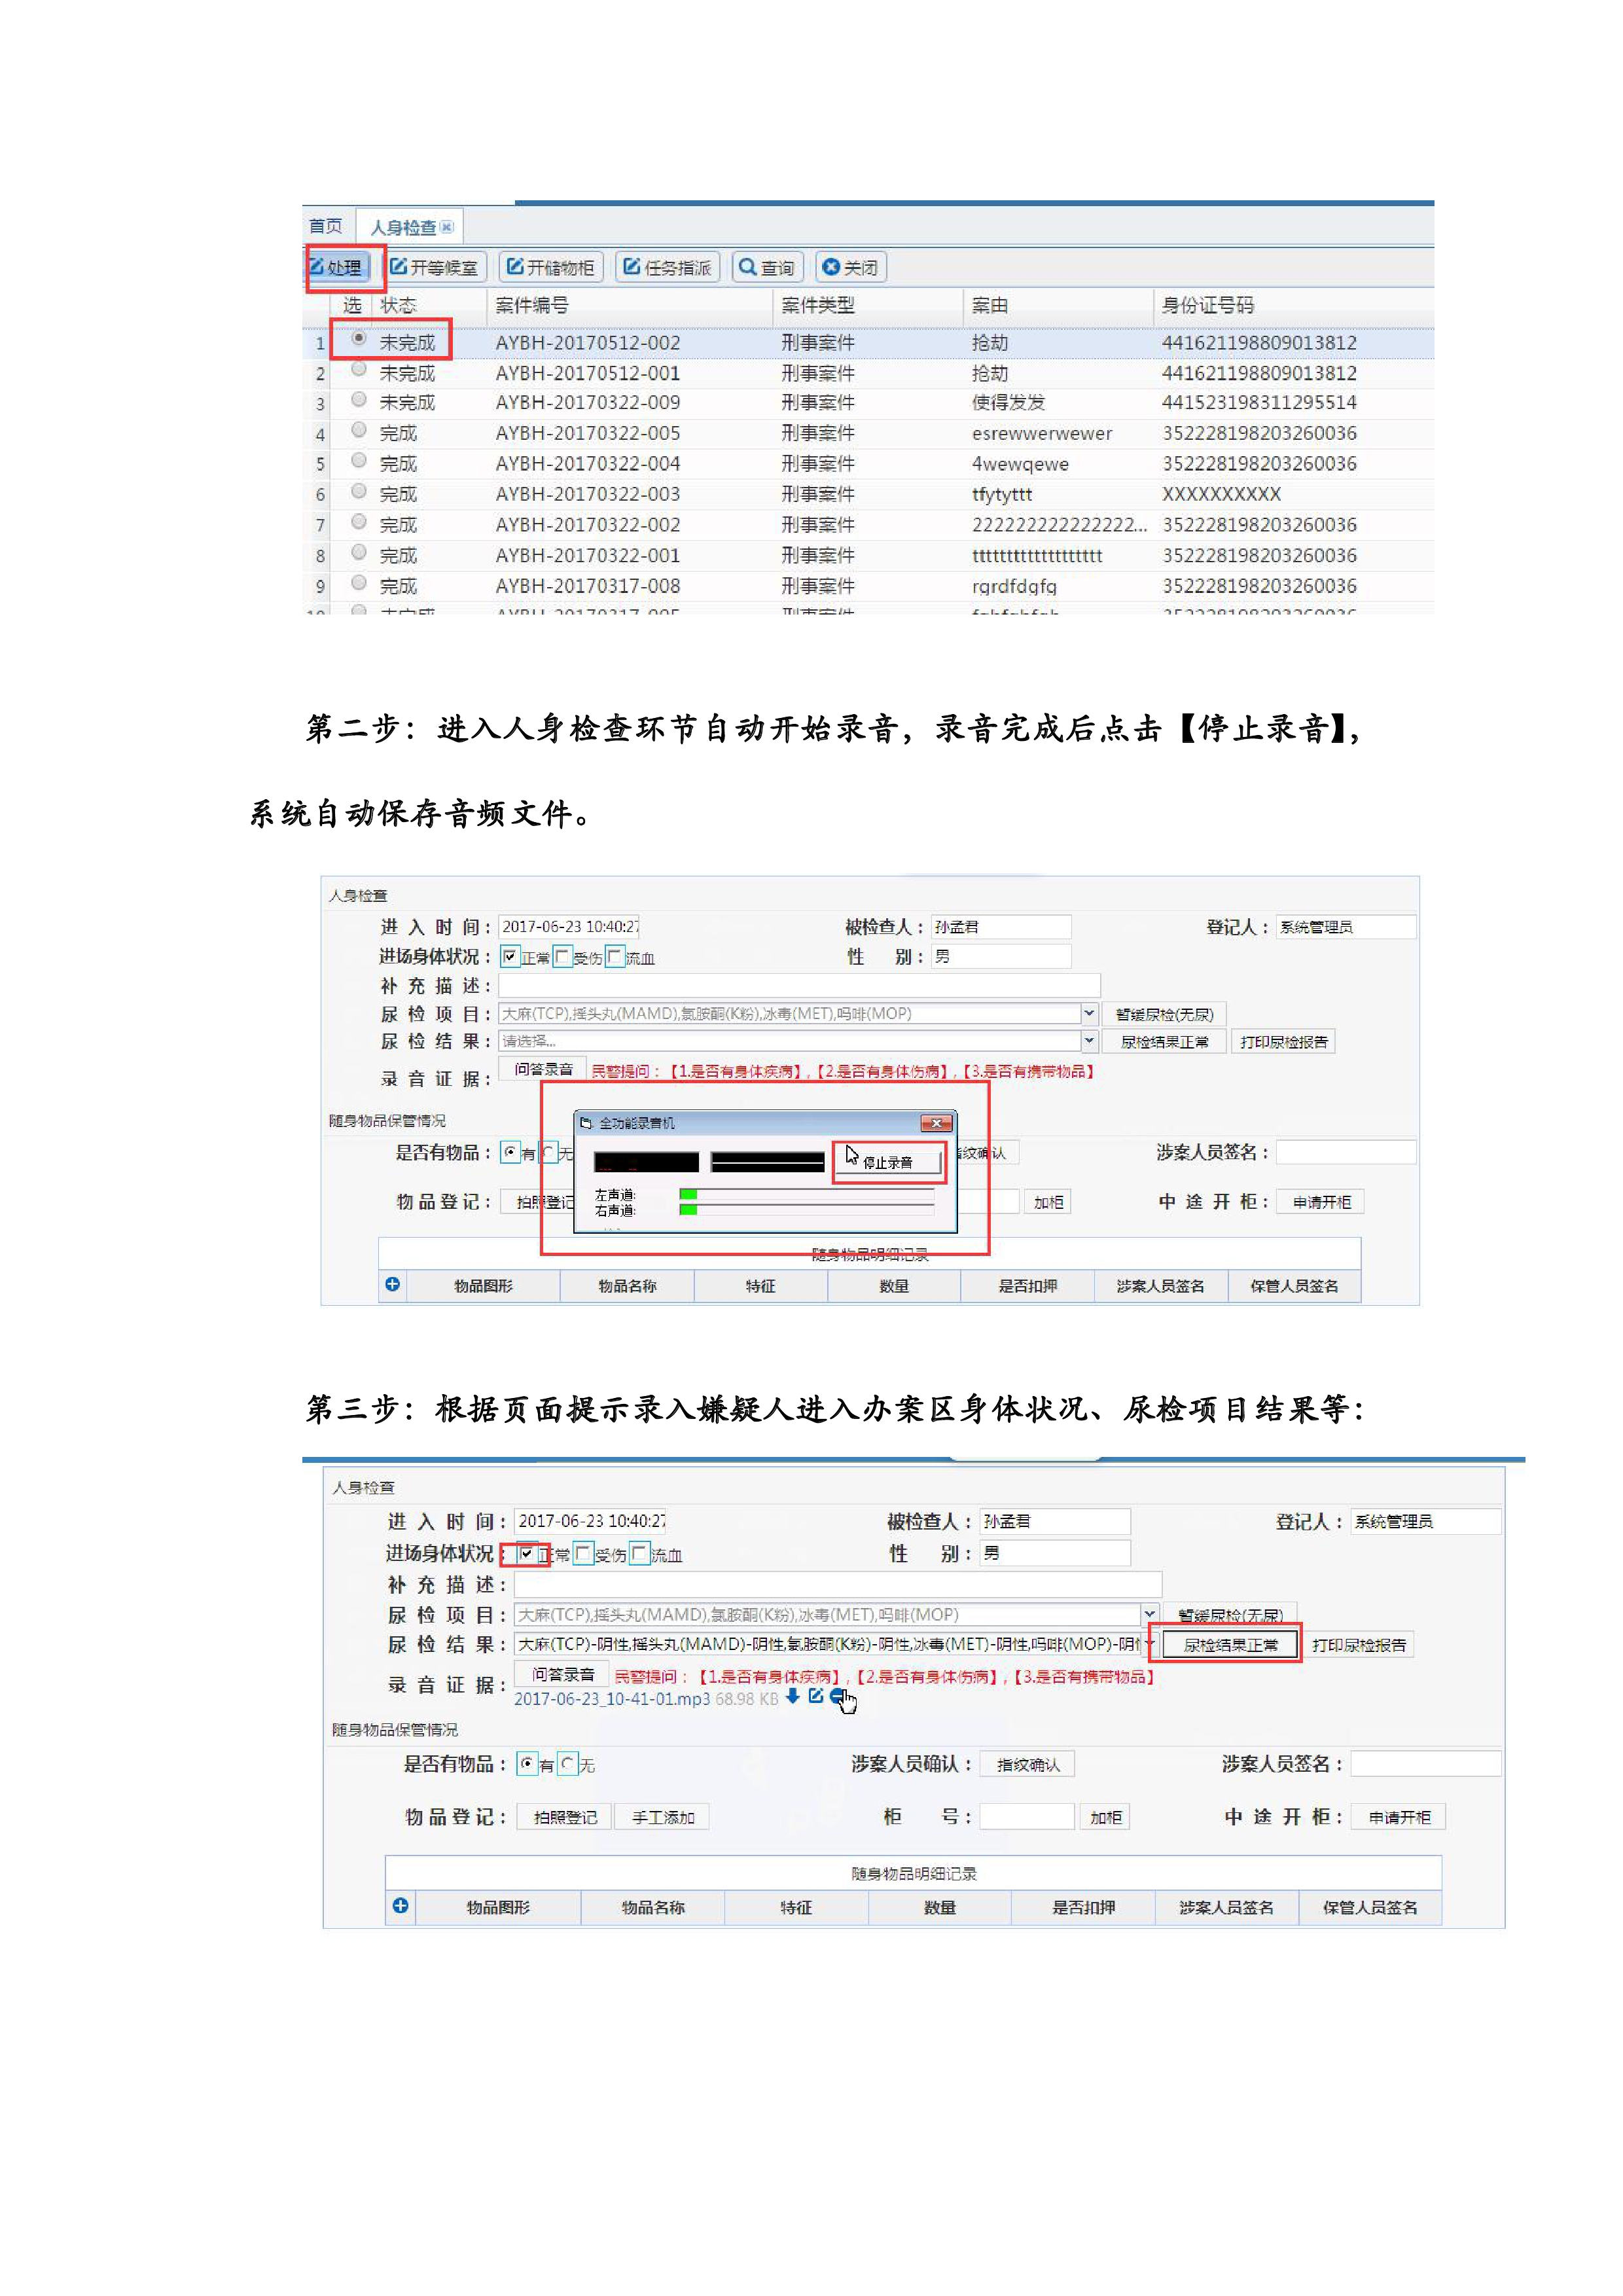 首页 人身检查
处理 开等候室 开储物柜 任务指派 查询 关闭
选 状态 案件编号 案件类型 案由 身份证号码
1 未完成 AYBH-20170512-002 刑事案件 抢劫 441621198809013812
2 未完成 AYBH-20170512-001 刑事案件 抢劫 441621198809013812
3 未完成 AYBH-20170322-009 刑事案件 使得发发 441523198311295514
4 完成 AYBH-20170322-005 刑事案件 esrewwerwewer 352228198203260036
5 完成 AYBH-20170322-004 刑事案件 4wewqewe 352228198203260036
6 完成 AYBH-20170322-003 刑事案件 tfytyttt XXXXXXXXXX
7 完成 AYBH-20170322-002 刑事案件 222222222222222... 352228198203260036
8 完成 AYBH-20170322-001 刑事案件 ttttttttttttttttttt 352228198203260036
9 完成 AYBH-20170317-008 刑事案件 rgrdfdgfg 352228198203260036
第二步：进入人身检查环节自动开始录音，录音完成后点击【停止录音】，
系统自动保存音频文件。
人身检查
进入时间： 2017-06-23 10:40:27 被检查人： 孙孟君 登记人： 系统管理员
进场身体状况： 正常 受伤 流血 性别： 男
补充描述：
尿检项目： 大麻(TCP),摇头丸(MAMD),氯胺酮(K粉),冰毒(MET),吗啡(MOP) 暂缓尿检(无尿)
尿检结果： 请选择... 尿检结果正常 打印尿检报告
录音证据： 问答录音 民警提问：【1.是否有身体疾病】,【2.是否有身体伤病】,【3.是否有携带物品】
随身物品保管情况
全功能录音机
是否有物品： 有 无 停止录音 纹确认 涉案人员签名：
左声道:
右声道:
物品登记： 拍照登记 加柜 中途开柜： 申请开柜
随身物品明细记录
物品图形 物品名称 特征 数量 是否扣押 涉案人员签名 保管人员签名
第三步：根据页面提示录入嫌疑人进入办案区身体状况、尿检项目结果等：
人身检查
进入时间： 2017-06-23 10:40:27 被检查人： 孙孟君 登记人： 系统管理员
进场身体状况： 正常 受伤 流血 性别： 男
补充描述：
尿检项目： 大麻(TCP),摇头丸(MAMD),氯胺酮(K粉),冰毒(MET),吗啡(MOP) 暂缓尿检(无尿)
尿检结果： 大麻(TCP)-阴性,摇头丸(MAMD)-阴性,氯胺酮(K粉)-阴性,冰毒(MET)-阴性,吗啡(MOP)-阴 尿检结果正常 打印尿检报告
录音证据： 问答录音 民警提问：【1.是否有身体疾病】,【2.是否有身体伤病】,【3.是否有携带物品】
2017-06-23_10-41-01.mp3 68.98 KB
随身物品保管情况
是否有物品： 有 无 涉案人员确认： 指纹确认 涉案人员签名：
物品登记： 拍照登记 手工添加 柜号： 加柜 中途开柜： 申请开柜
随身物品明细记录
物品图形 物品名称 特征 数量 是否扣押 涉案人员签名 保管人员签名